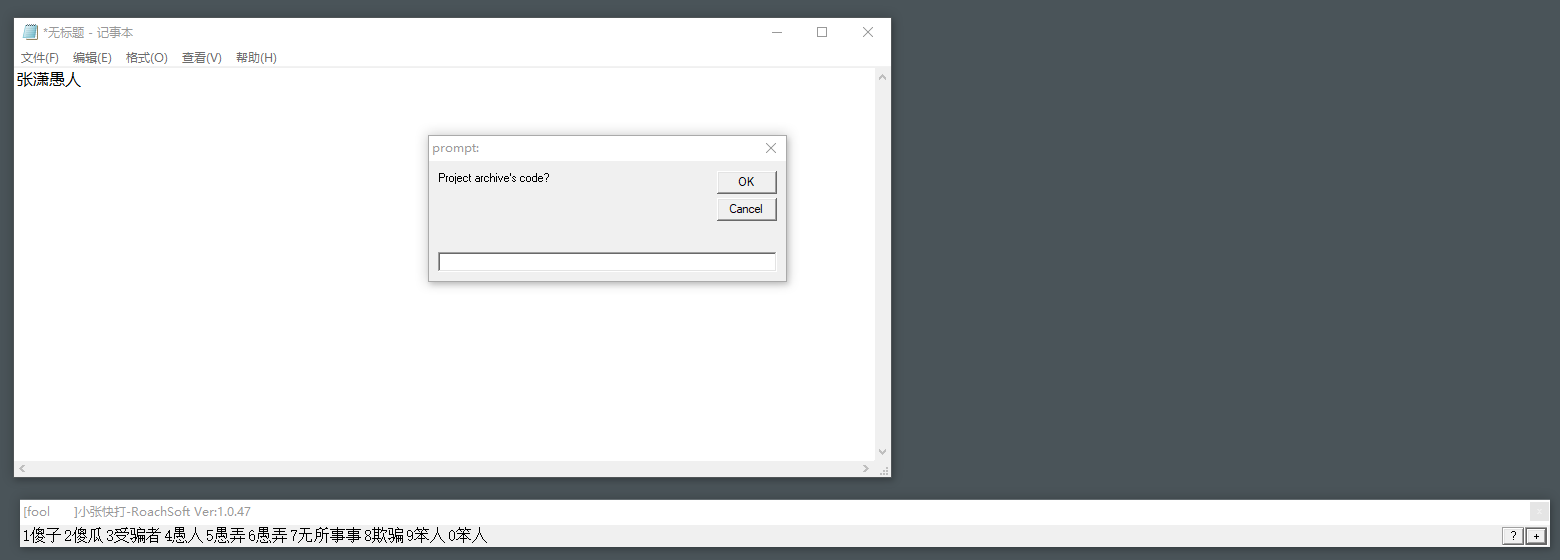 *无标题 - 记事本
文件(F) 编辑(E) 格式(O) 查看(V) 帮助(H)
张潇愚人
prompt:
Project archive's code?
OK
Cancel
[fool ]小张快打-RoachSoft Ver:1.0.47
1傻子2傻瓜3受骗者4愚人5愚弄6愚弄7无所事事8欺骗9笨人0笨人
? +